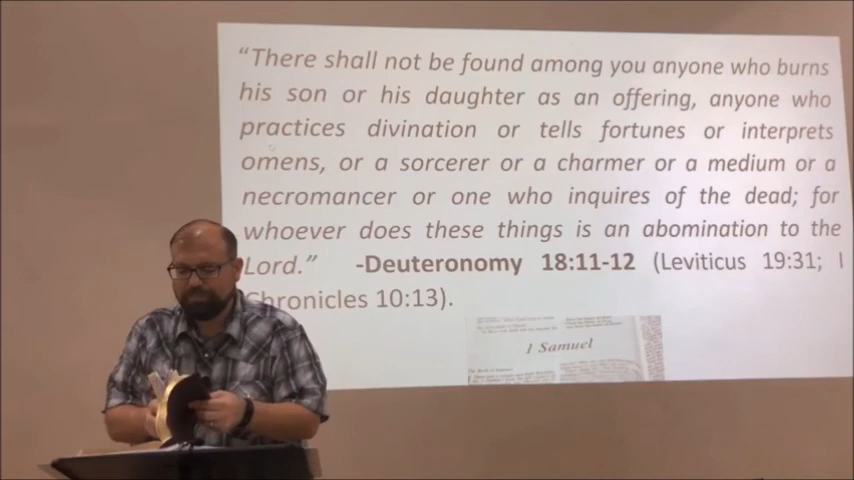 “There shall not be found among you anyone who burns
his son or his daughter as an offering, anyone who
practices divination or tells fortunes or interprets
omens, or a sorcerer or a charmer or a medium or a
necromancer or one who inquires of the dead; for
whoever does these things is an abomination to the
Lord.” -Deuteronomy 18:11-12 (Leviticus 19:31; I
Chronicles 10:13).
1 Samuel